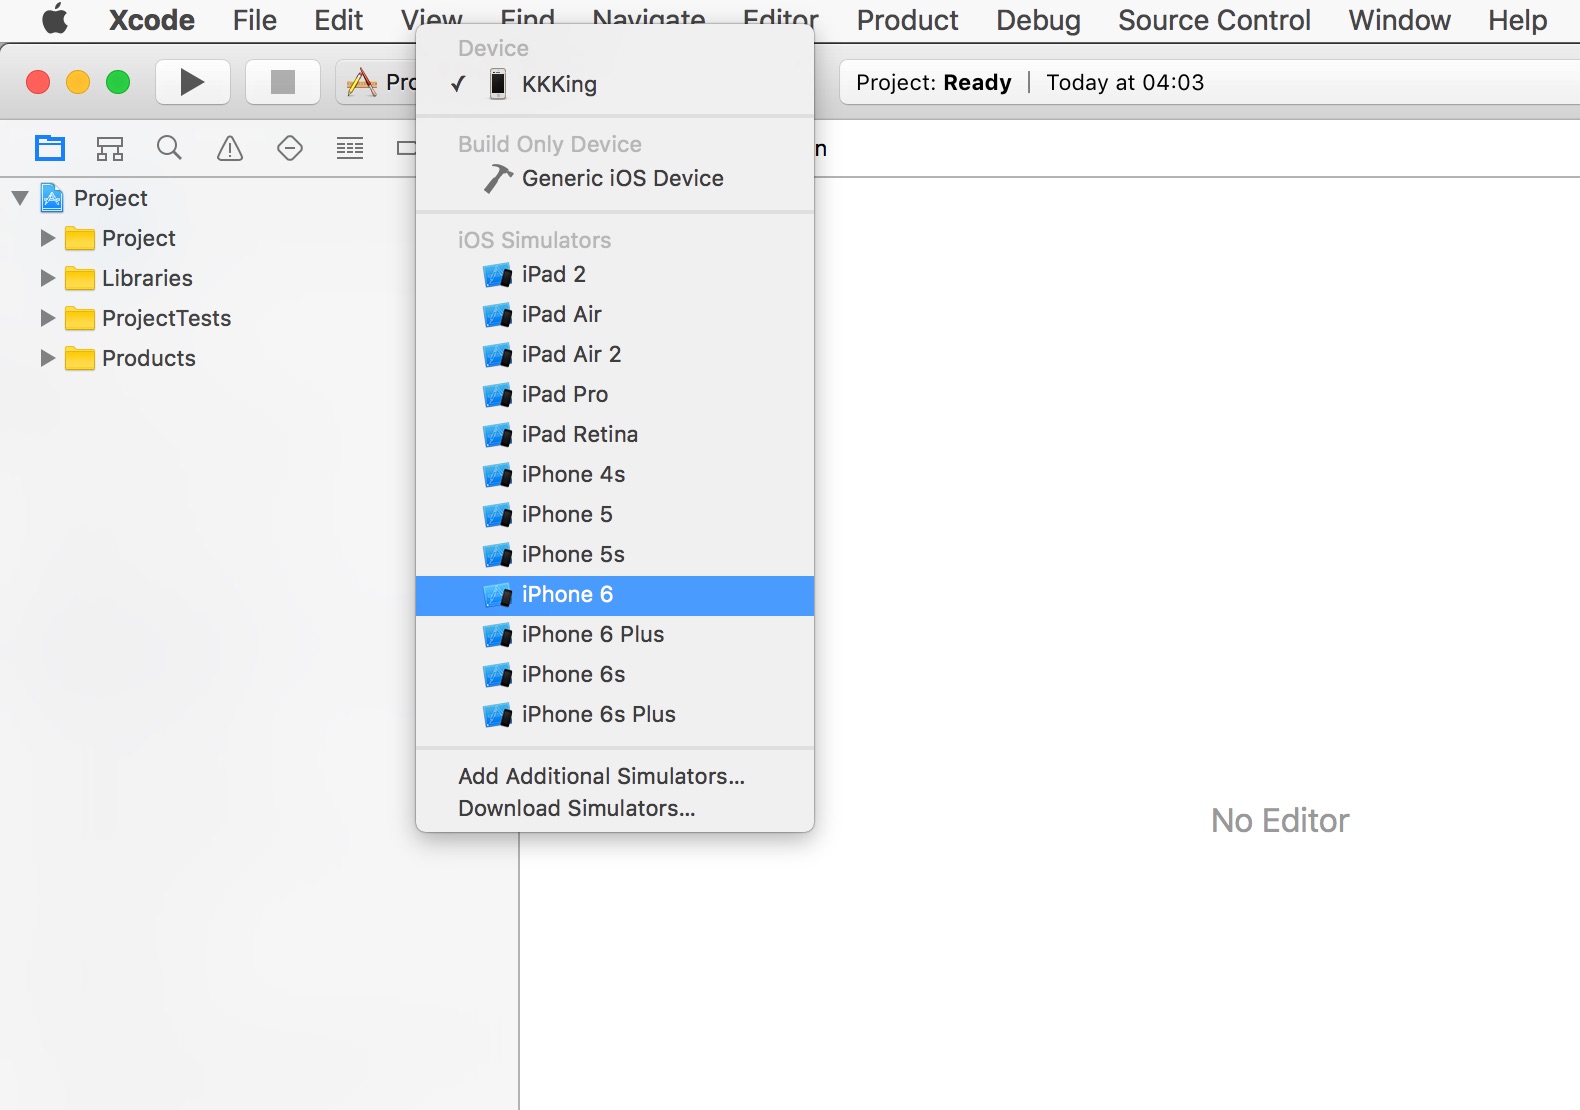 Xcode File Edit View Find Navigate Editor Product Debug Source Control Window Help
Project: Ready | Today at 04:03
Device
✓ KKKing
Build Only Device
Generic iOS Device
iOS Simulators
iPad 2
iPad Air
iPad Air 2
iPad Pro
iPad Retina
iPhone 4s
iPhone 5
iPhone 5s
iPhone 6
iPhone 6 Plus
iPhone 6s
iPhone 6s Plus
Add Additional Simulators...
Download Simulators...
Project
Project
Libraries
ProjectTests
Products
No Editor